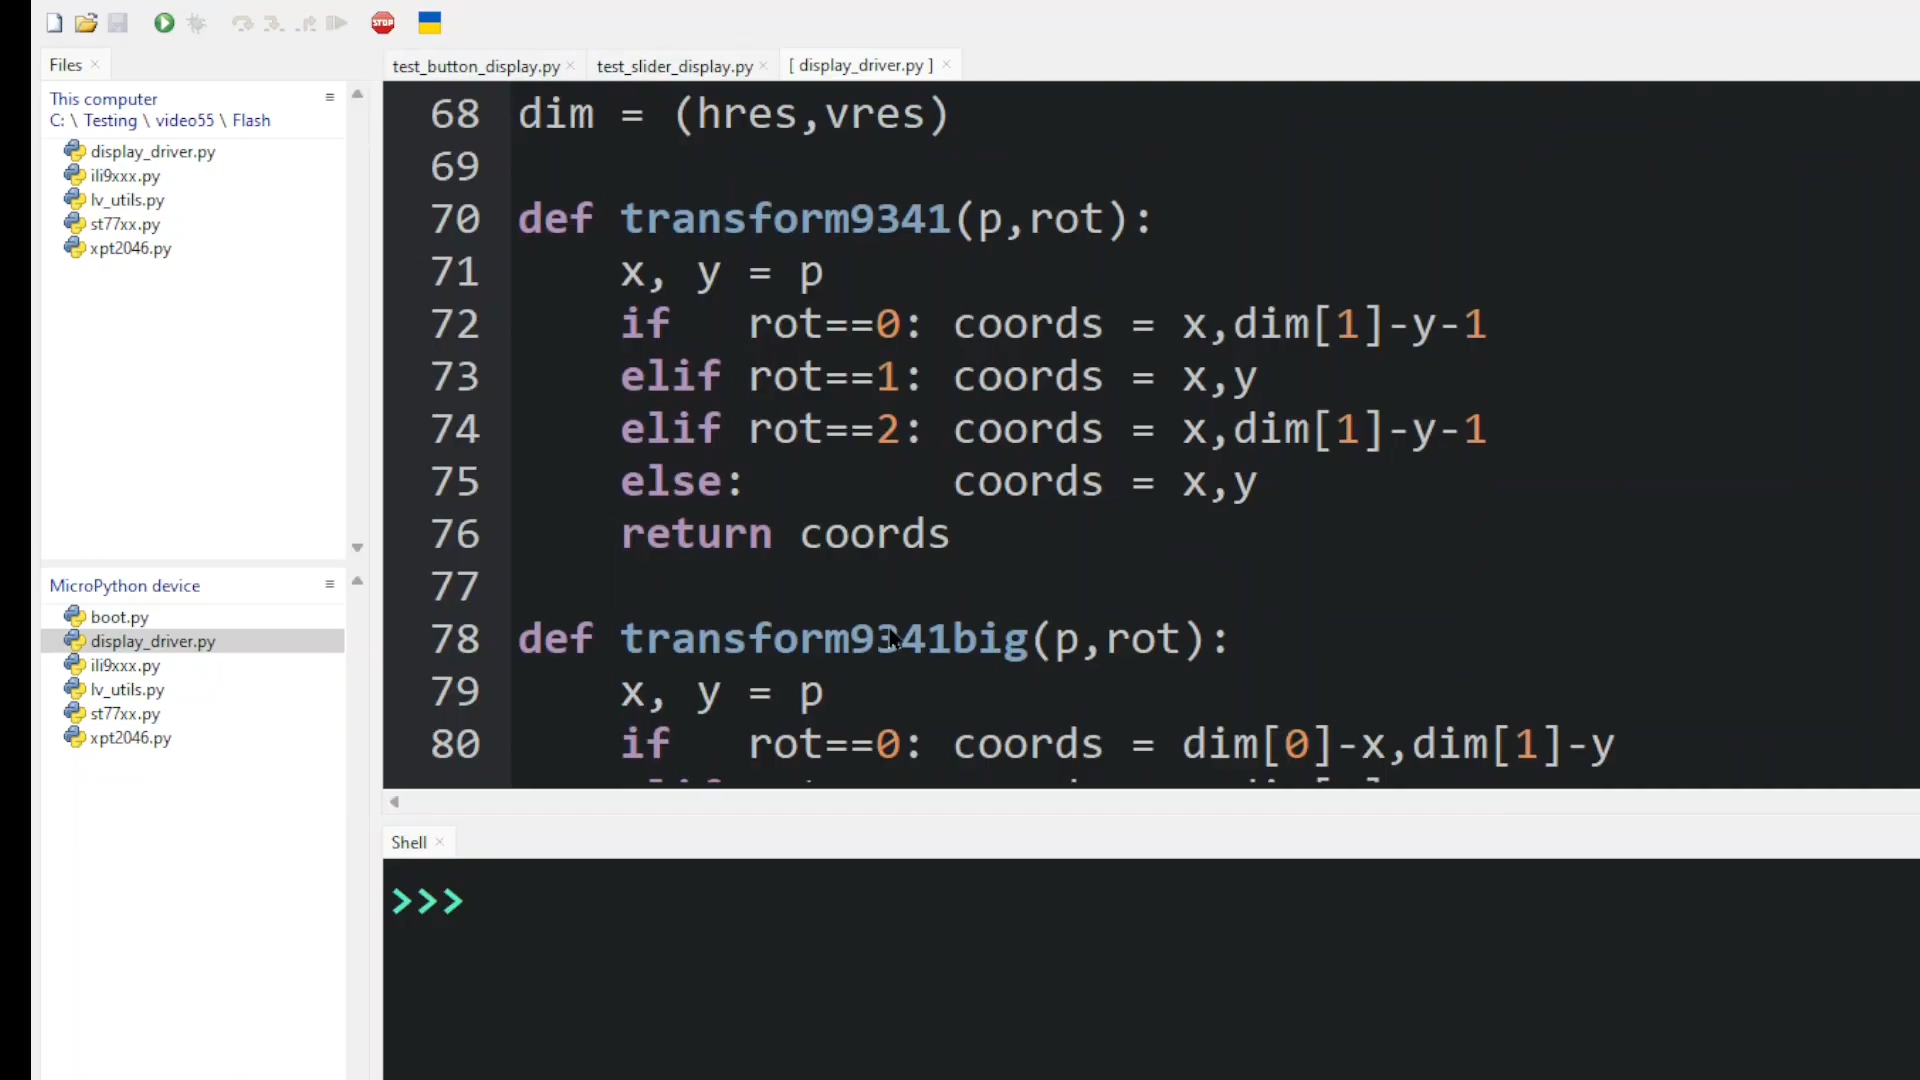 STOP
Files
This computer
C: \ Testing \ video55 \ Flash
display_driver.py
ili9xxx.py
lv_utils.py
st77xx.py
xpt2046.py
MicroPython device
boot.py
display_driver.py
ili9xxx.py
lv_utils.py
st77xx.py
xpt2046.py
test_button_display.py
test_slider_display.py
[ display_driver.py ]
68 dim = (hres,vres)
69
70 def transform9341(p,rot):
71     x, y = p
72     if   rot==0: coords = x,dim[1]-y-1
73     elif rot==1: coords = x,y
74     elif rot==2: coords = x,dim[1]-y-1
75     else:        coords = x,y
76     return coords
77
78 def transform9341big(p,rot):
79     x, y = p
80     if   rot==0: coords = dim[0]-x,dim[1]-y
Shell
>>>